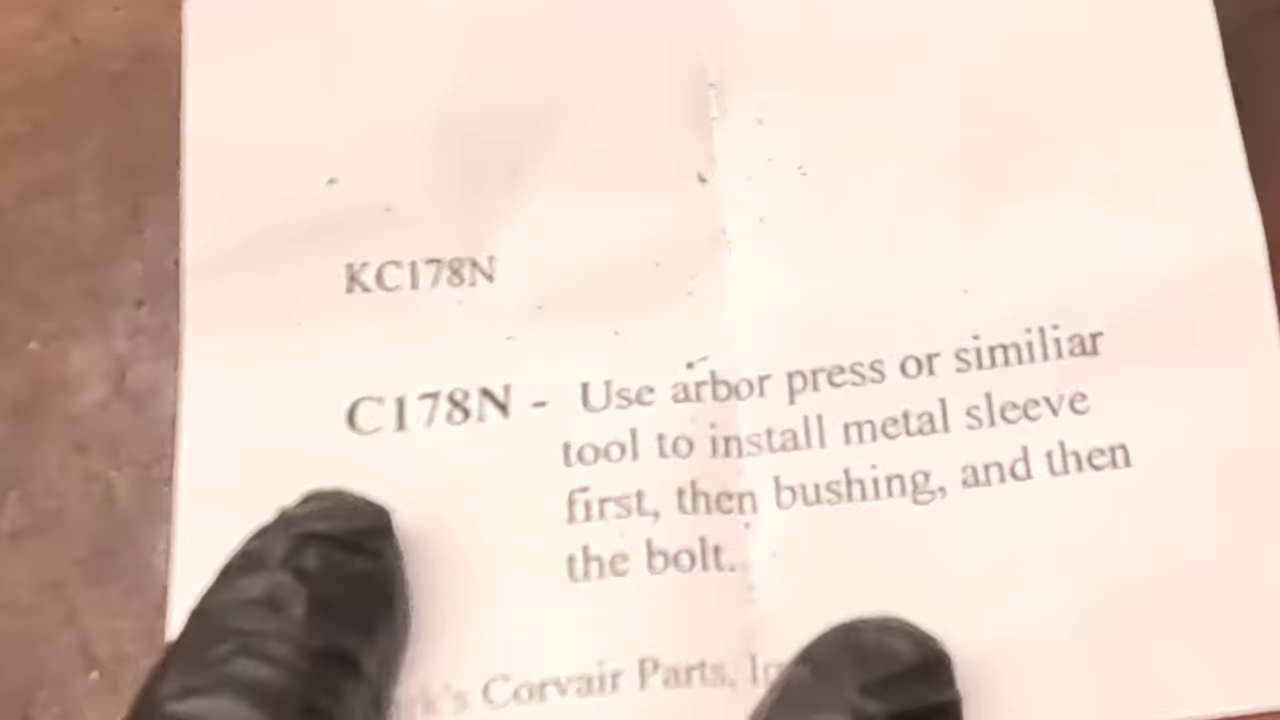 KC178N
C178N - Use arbor press or similiar
tool to install metal sleeve
first, then bushing, and then
the bolt.
Corvair Parts,